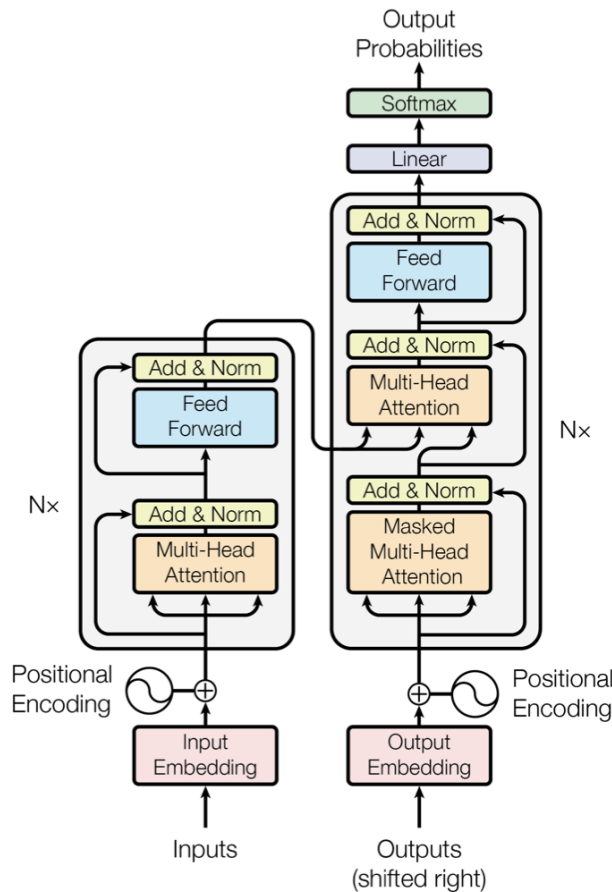 Output
Probabilities
Softmax
Linear
Add & Norm
Feed
Forward
Add & Norm
Multi-Head
Attention
Add & Norm
Masked
Multi-Head
Attention
N×
Add & Norm
Feed
Forward
Add & Norm
Multi-Head
Attention
N×
Positional
Encoding
Positional
Encoding
Input
Embedding
Output
Embedding
Inputs
Outputs
(shifted right)